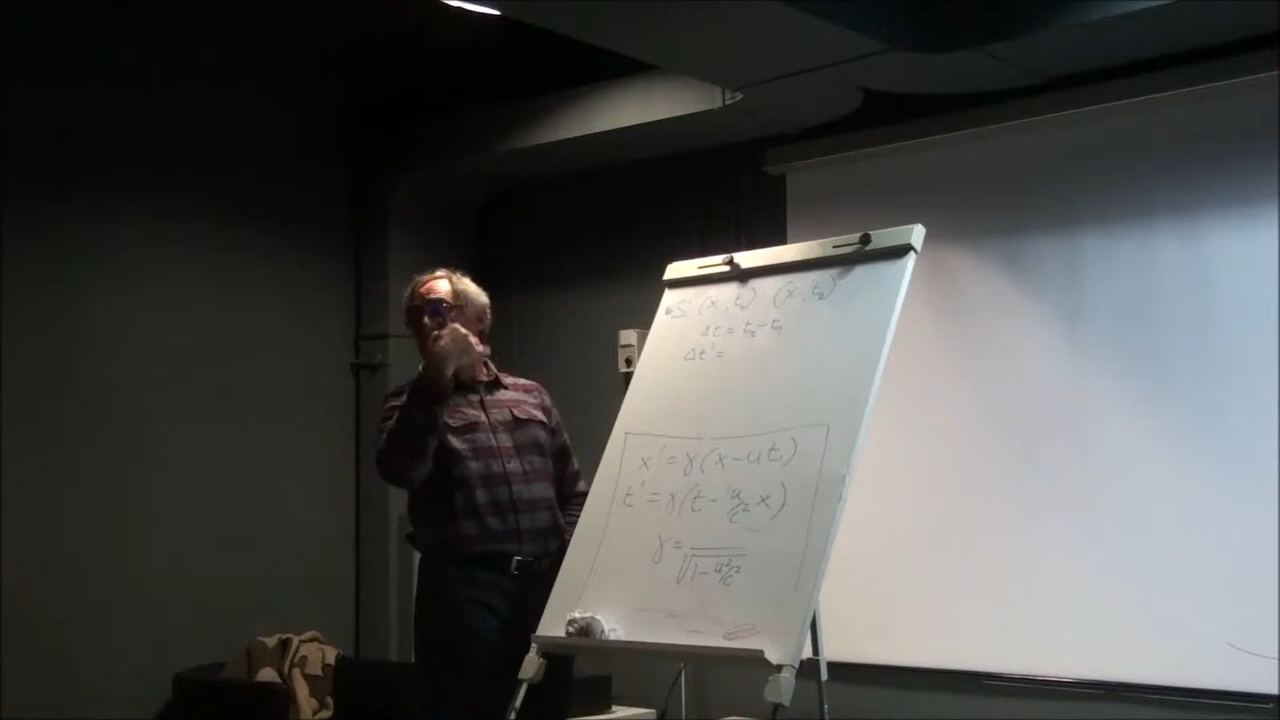 S (x, t₁) (x, t₂)
Δt = t₂ - t₁
Δt' =
x' = γ(x - ut)
t' = γ(t - u/c² x)
γ = 1/√(1 - u²/c²)